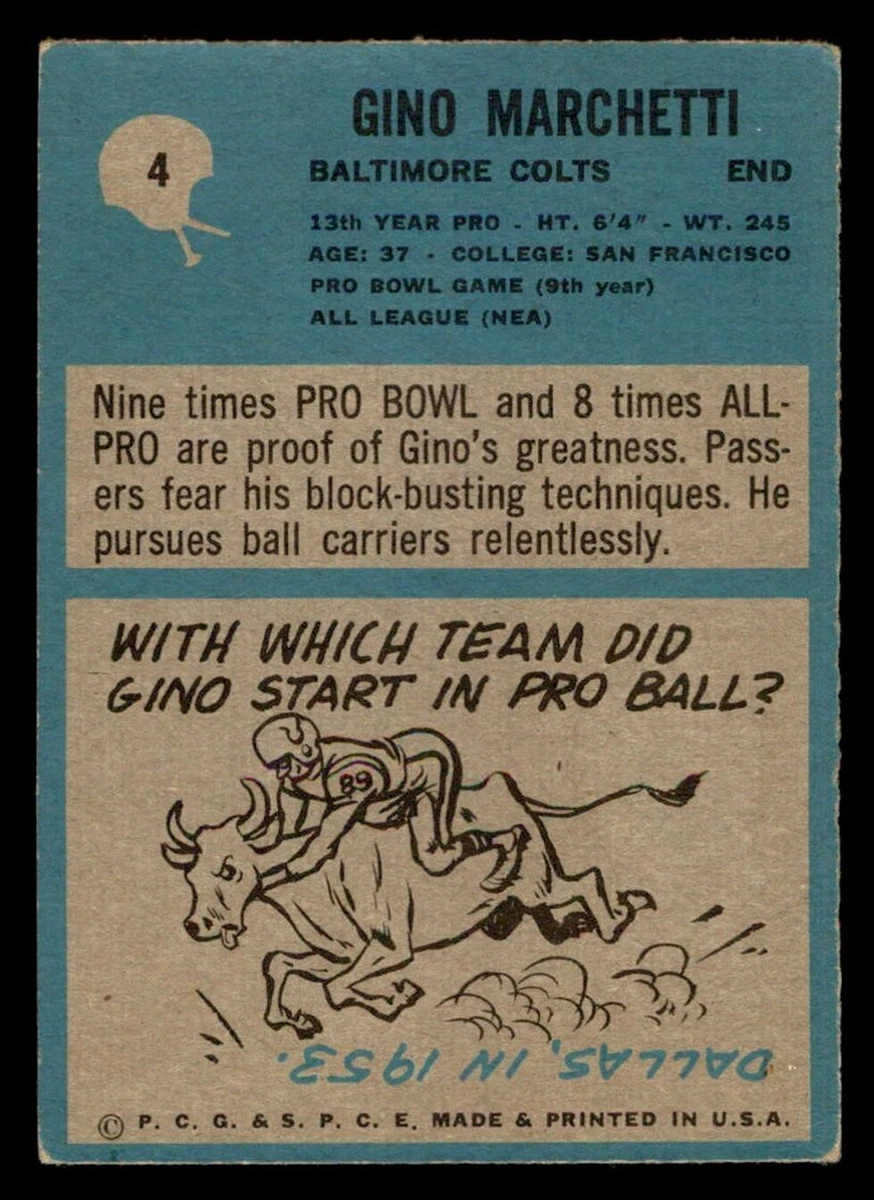 4
GINO MARCHETTI
BALTIMORE COLTS END
13th YEAR PRO - HT. 6'4" - WT. 245
AGE: 37 - COLLEGE: SAN FRANCISCO
PRO BOWL GAME (9th year)
ALL LEAGUE (NEA)
Nine times PRO BOWL and 8 times ALL-
PRO are proof of Gino's greatness. Pass-
ers fear his block-busting techniques. He
pursues ball carriers relentlessly.
WITH WHICH TEAM DID
GINO START IN PRO BALL?
89
DALLAS, IN 1953.
© P. C. G. & S. P. C. E. MADE & PRINTED IN U.S.A.